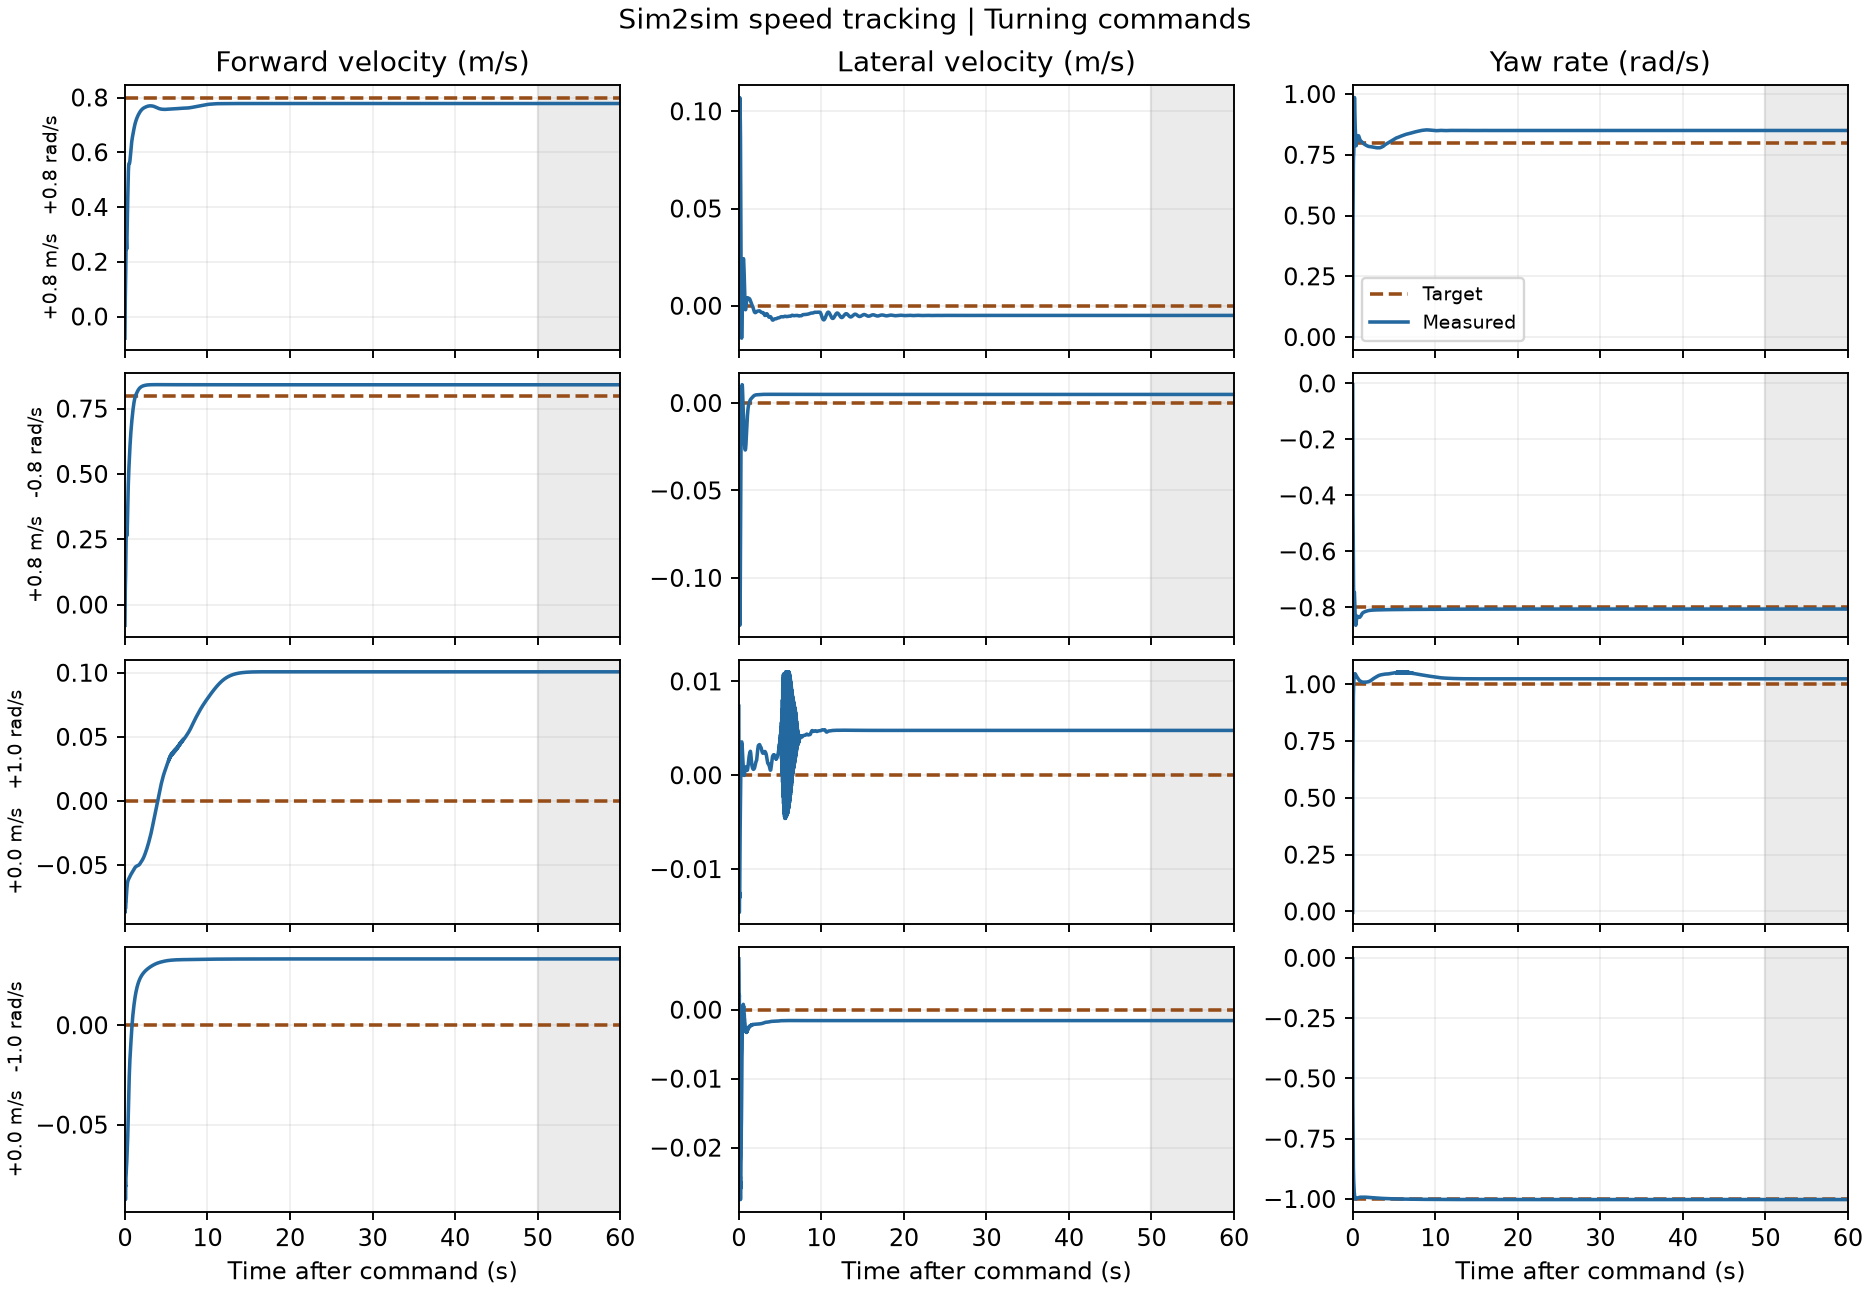 Sim2sim speed tracking | Turning commands
Forward velocity (m/s)
Lateral velocity (m/s)
Yaw rate (rad/s)
+0.8 m/s +0.8 rad/s
0.8
0.6
0.4
0.2
0.0
0.10
0.05
0.00
1.00
0.75
0.50
0.25
0.00
Target
Measured
+0.8 m/s -0.8 rad/s
0.75
0.50
0.25
0.00
0.00
−0.05
−0.10
0.0
−0.2
−0.4
−0.6
−0.8
+0.0 m/s +1.0 rad/s
0.10
0.05
0.00
−0.05
0.01
0.00
−0.01
1.00
0.75
0.50
0.25
0.00
+0.0 m/s -1.0 rad/s
0.00
−0.05
0.00
−0.01
−0.02
0.00
−0.25
−0.50
−0.75
−1.00
0 10 20 30 40 50 60
0 10 20 30 40 50 60
0 10 20 30 40 50 60
Time after command (s)
Time after command (s)
Time after command (s)